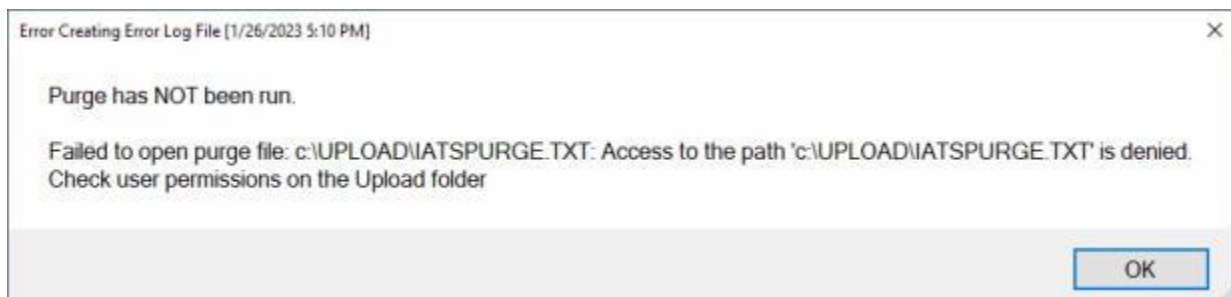 Error Creating Error Log File [1/26/2023 5:10 PM]
Purge has NOT been run.
Failed to open purge file: c:\UPLOAD\IATSPURGE.TXT: Access to the path 'c:\UPLOAD\IATSPURGE.TXT' is denied.
Check user permissions on the Upload folder
OK